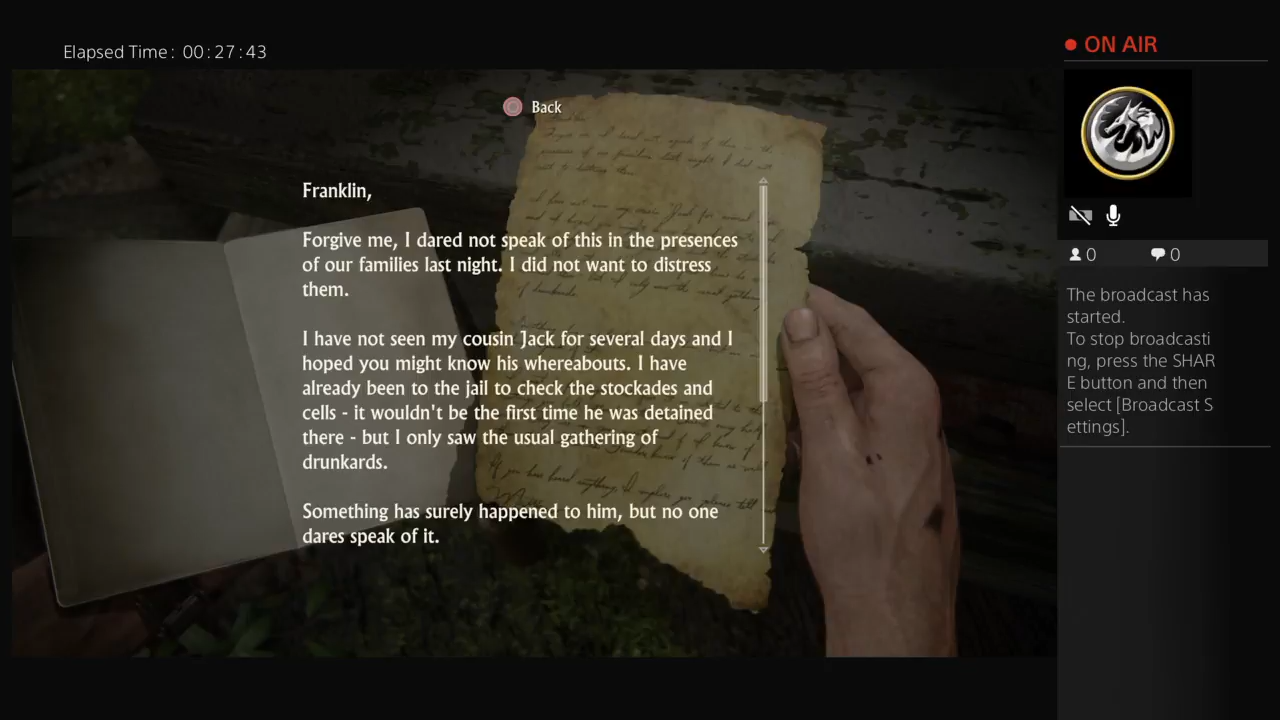 Elapsed Time: 00:27:43
ON AIR
Back
Franklin,
Forgive me, I dared not speak of this in the presences
of our families last night. I did not want to distress
them.
I have not seen my cousin Jack for several days and I
hoped you might know his whereabouts. I have
already been to the jail to check the stockades and
cells - it wouldn't be the first time he was detained
there - but I only saw the usual gathering of
drunkards.
Something has surely happened to him, but no one
dares speak of it.
0
0
The broadcast has
started.
To stop broadcasti
ng, press the SHAR
E button and then
select [Broadcast S
ettings].